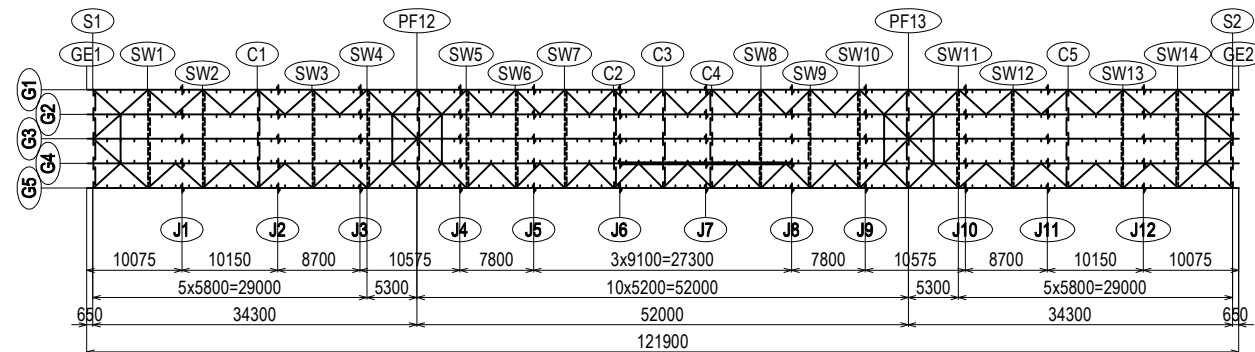 S1 PF12 PF13 S2
GE1 SW1 C1 SW4 SW5 SW7 C3 SW8 SW10 SW11 C5 SW14 GE2
SW2 SW3 SW6 C2 C4 SW9 SW12 SW13
G1
G2
G3
G4
G5
J1 J2 J3 J4 J5 J6 J7 J8 J9 J10 J11 J12
10075 10150 8700 10575 7800 3x9100=27300 7800 10575 8700 10150 10075
5x5800=29000 5300 10x5200=52000 5300 5x5800=29000
650 34300 52000 34300 650
121900